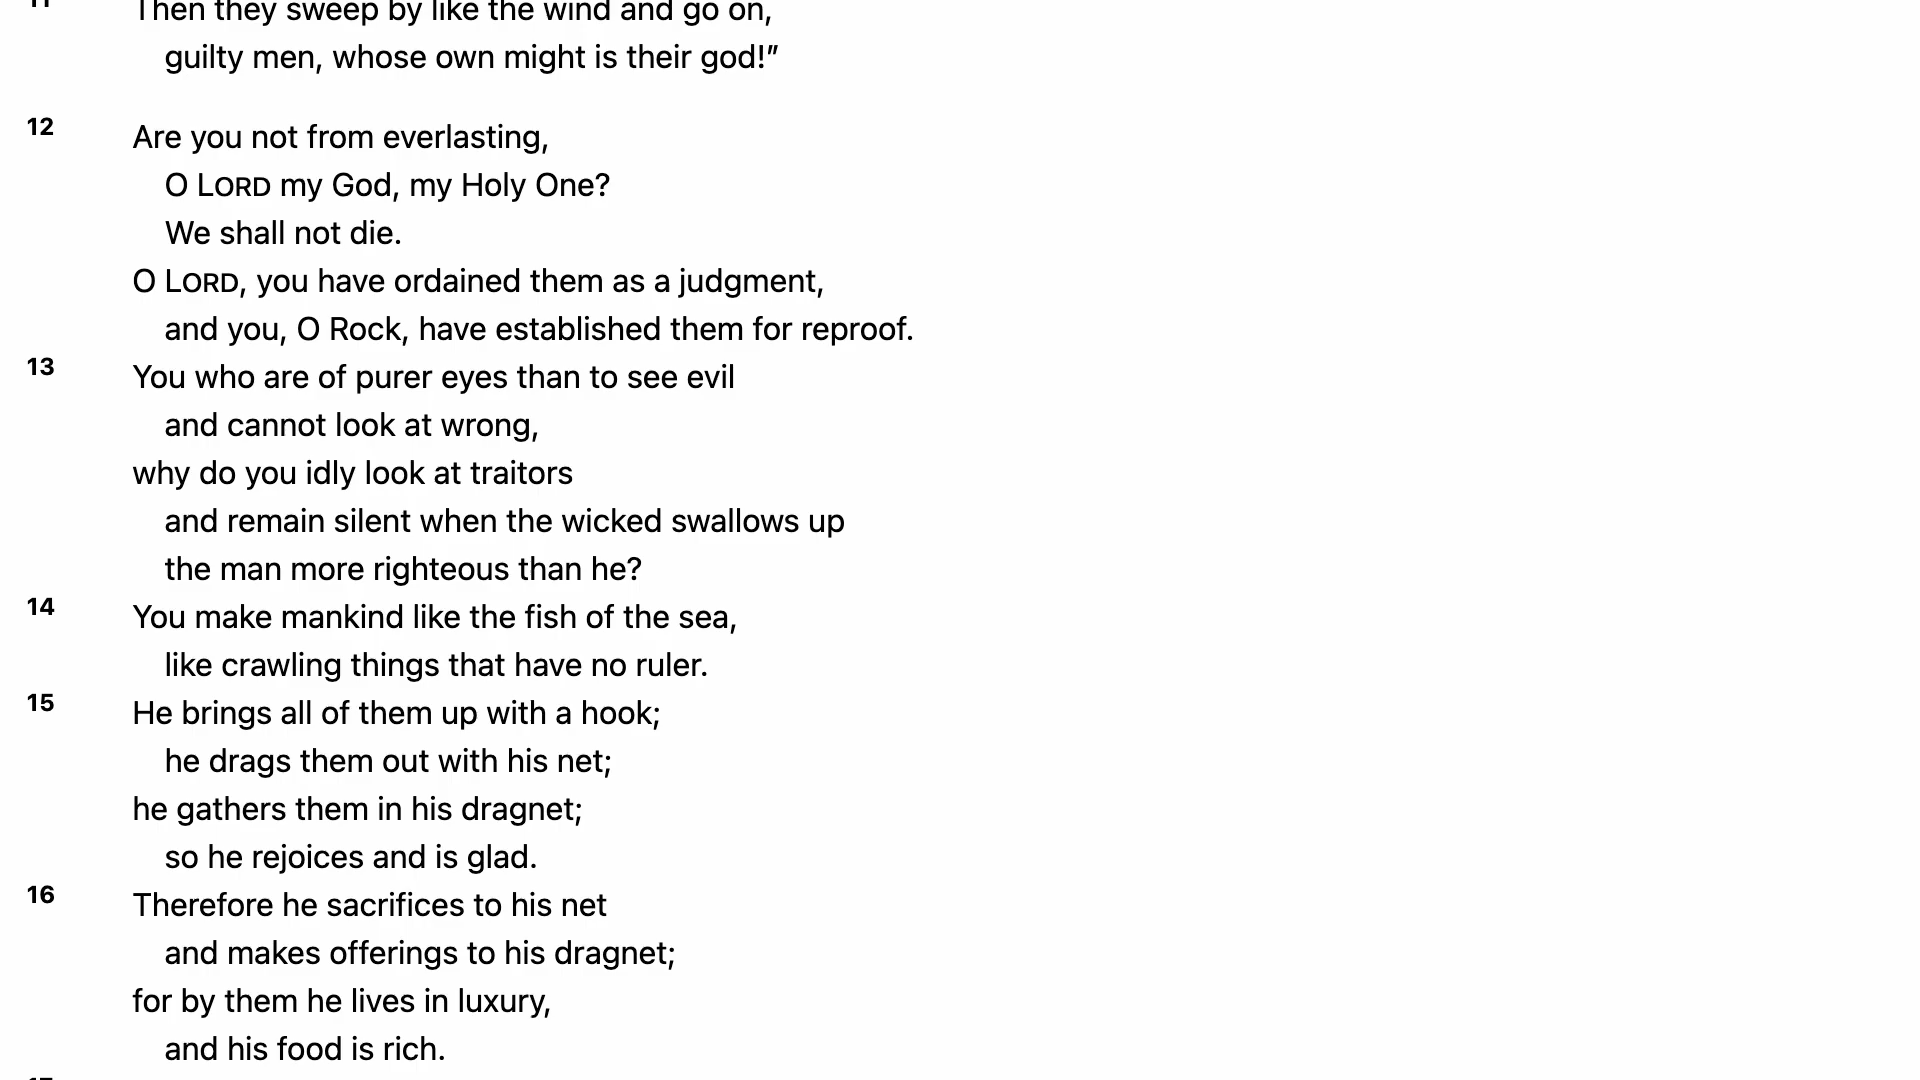 11 Then they sweep by like the wind and go on,
guilty men, whose own might is their god!”
12 Are you not from everlasting,
O LORD my God, my Holy One?
We shall not die.
O LORD, you have ordained them as a judgment,
and you, O Rock, have established them for reproof.
13 You who are of purer eyes than to see evil
and cannot look at wrong,
why do you idly look at traitors
and remain silent when the wicked swallows up
the man more righteous than he?
14 You make mankind like the fish of the sea,
like crawling things that have no ruler.
15 He brings all of them up with a hook;
he drags them out with his net;
he gathers them in his dragnet;
so he rejoices and is glad.
16 Therefore he sacrifices to his net
and makes offerings to his dragnet;
for by them he lives in luxury,
and his food is rich.